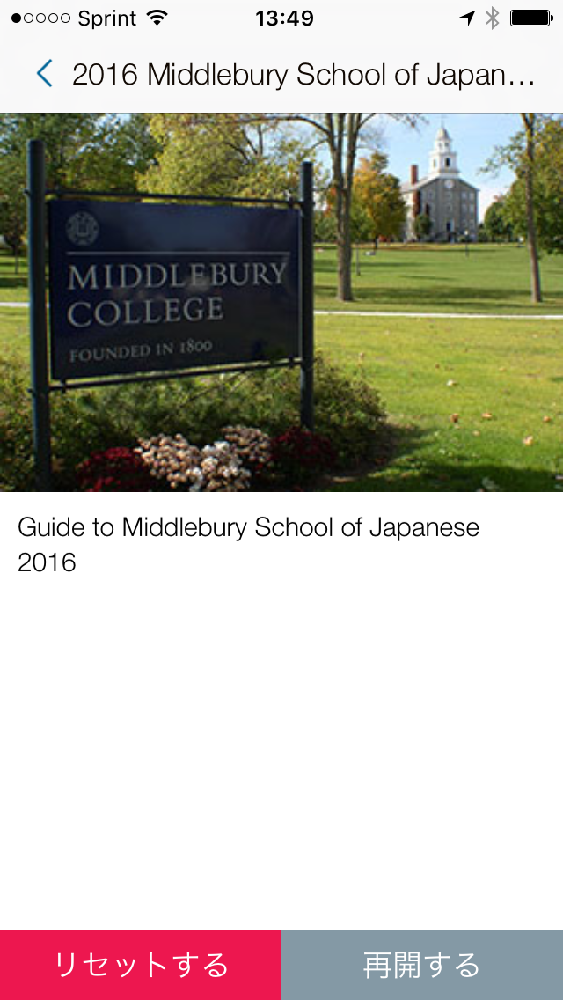 Sprint 13:49
2016 Middlebury School of Japan...
MIDDLEBURY
COLLEGE
FOUNDED IN 1800
Guide to Middlebury School of Japanese
2016
リセットする 再開する